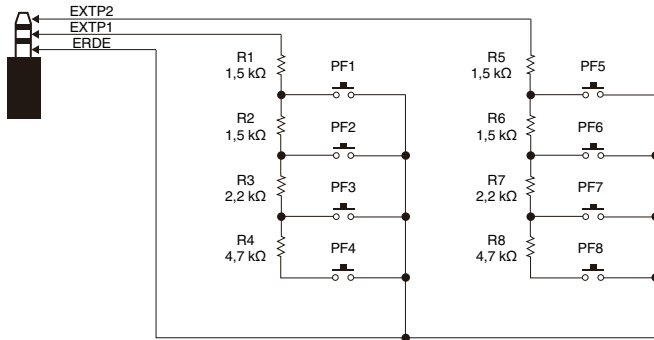 EXTP2
EXTP1
ERDE
R1
1,5 kΩ
PF1
R2
1,5 kΩ
PF2
R3
2,2 kΩ
PF3
R4
4,7 kΩ
PF4
R5
1,5 kΩ
PF5
R6
1,5 kΩ
PF6
R7
2,2 kΩ
PF7
R8
4,7 kΩ
PF8